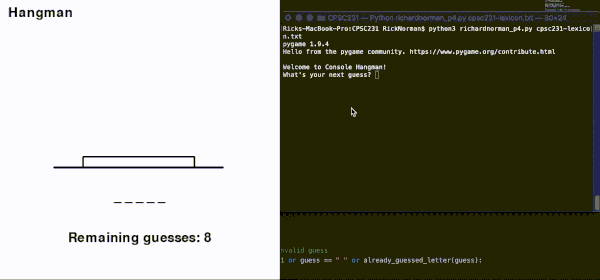 Hangman
CPSC231 — Python richardnorman_p4.py cpsc231-lexicon.txt — 80×24
Ricks-MacBook-Pro:CPSC231 RickNorman$ python3 richardnorman_p4.py cpsc231-lexico
n.txt
pygame 1.9.4
Hello from the pygame community. https://www.pygame.org/contribute.html
Welcome to Console Hangman!
What's your next guess?
_ _ _ _ _
Remaining guesses: 8
nvalid guess
1 or guess == " " or already_guessed_letter(guess):